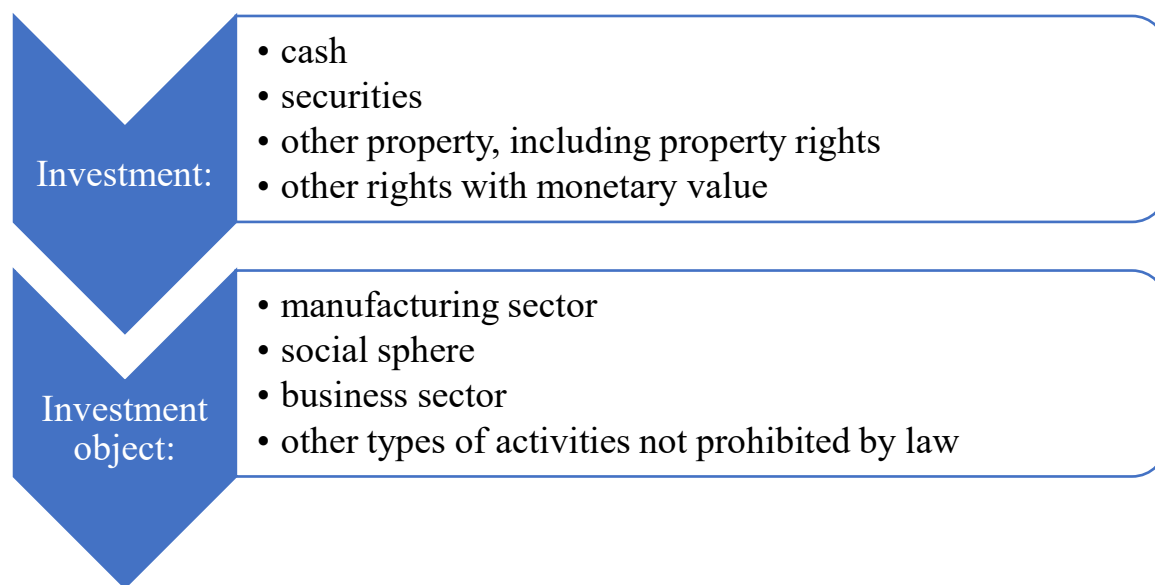 Investment:
• cash
• securities
• other property, including property rights
• other rights with monetary value
Investment
object:
• manufacturing sector
• social sphere
• business sector
• other types of activities not prohibited by law